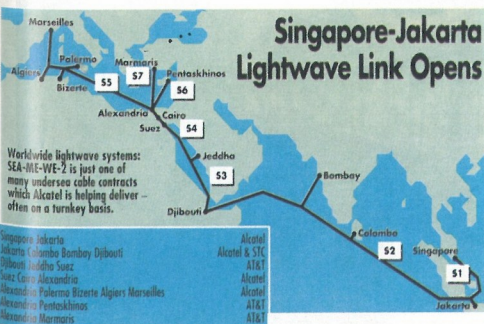 Singapore-Jakarta
Lightwave Link Opens
Marseilles
Palermo
Algiers
Bizerte
S5
Marmaris
S7
Pentaskhinos
S6
Alexandria
Cairo
Suez
S4
Jeddha
S3
Djibouti
Bombay
Colombo
S2
Singapore
S1
Jakarta
Worldwide lightwave systems:
SEA-ME-WE-2 is just one of
many undersea cable contracts
which Alcatel is helping deliver –
often on a turnkey basis.
Singapore Jakarta Alcatel
Jakarta Colombo Bombay Djibouti Alcatel & STC
Djibouti Jeddha Suez AT&T
Suez Cairo Alexandria Alcatel
Alexandria Palermo Bizerte Algiers Marseilles Alcatel
Alexandria Pentaskhinos AT&T
Alexandria Marmaris AT&T